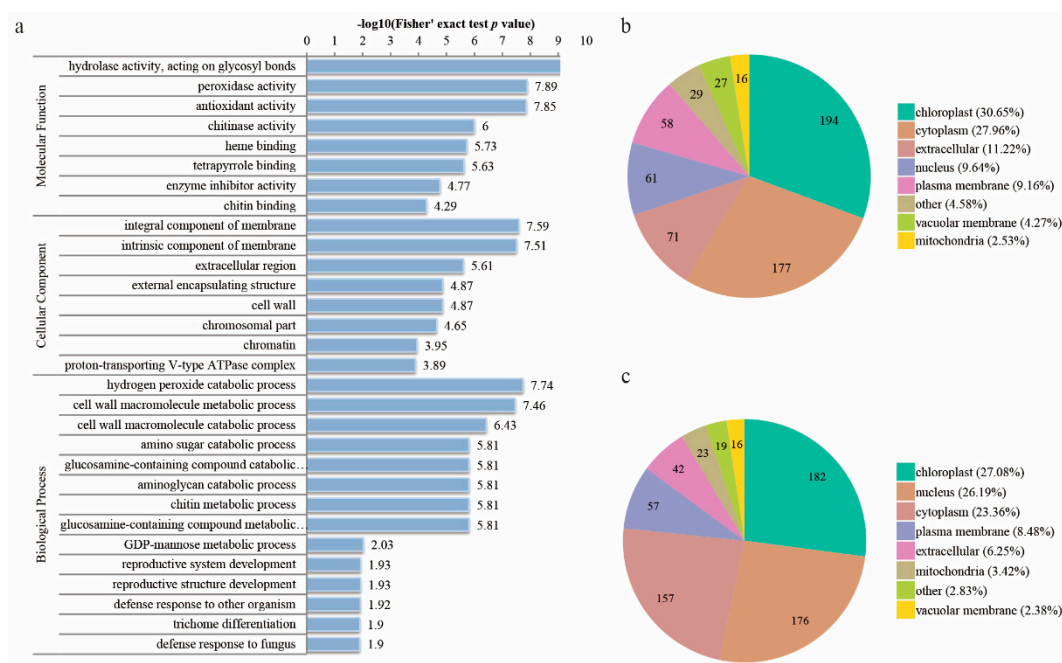 a
-log10(Fisher' exact test p value)
0 1 2 3 4 5 6 7 8 9 10
Molecular Function
hydrolase activity, acting on glycosyl bonds
peroxidase activity 7.89
antioxidant activity 7.85
chitinase activity 6
heme binding 5.73
tetrapyrrole binding 5.63
enzyme inhibitor activity 4.77
chitin binding 4.29
Cellular Component
integral component of membrane 7.59
intrinsic component of membrane 7.51
extracellular region 5.61
external encapsulating structure 4.87
cell wall 4.87
chromosomal part 4.65
chromatin 3.95
proton-transporting V-type ATPase complex 3.89
Biological Process
hydrogen peroxide catabolic process 7.74
cell wall macromolecule metabolic process 7.46
cell wall macromolecule catabolic process 6.43
amino sugar catabolic process 5.81
glucosamine-containing compound catabolic… 5.81
aminoglycan catabolic process 5.81
chitin metabolic process 5.81
glucosamine-containing compound metabolic… 5.81
GDP-mannose metabolic process 2.03
reproductive system development 1.93
reproductive structure development 1.93
defense response to other organism 1.92
trichome differentiation 1.9
defense response to fungus 1.9
b
194
177
71
61
58
29
27
16
chloroplast (30.65%)
cytoplasm (27.96%)
extracellular (11.22%)
nucleus (9.64%)
plasma membrane (9.16%)
other (4.58%)
vacuolar membrane (4.27%)
mitochondria (2.53%)
c
182
176
157
57
42
23
19
16
chloroplast (27.08%)
nucleus (26.19%)
cytoplasm (23.36%)
plasma membrane (8.48%)
extracellular (6.25%)
mitochondria (3.42%)
other (2.83%)
vacuolar membrane (2.38%)